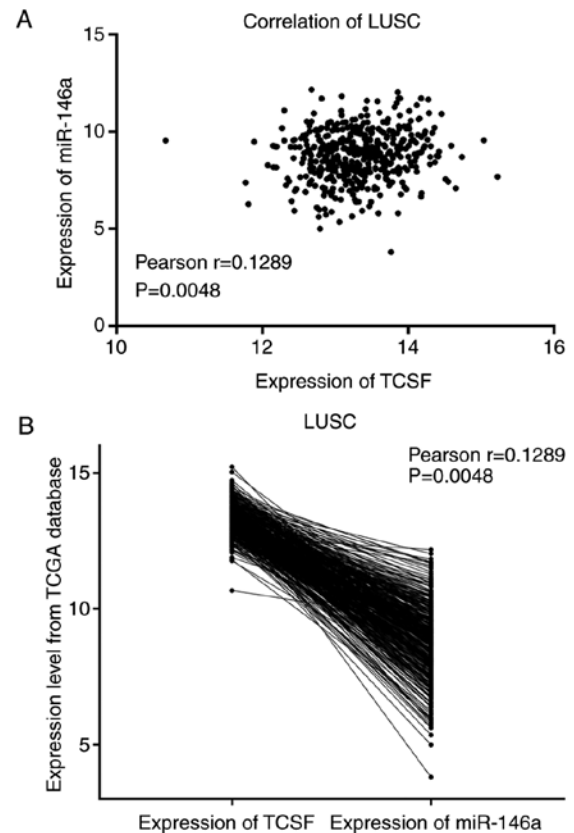 A
Correlation of LUSC
Expression of miR-146a
15
10
5
0
Pearson r=0.1289
P=0.0048
10
12
14
16
Expression of TCSF
B
LUSC
Pearson r=0.1289
P=0.0048
Expression level from TCGA database
15
10
5
Expression of TCSF
Expression of miR-146a